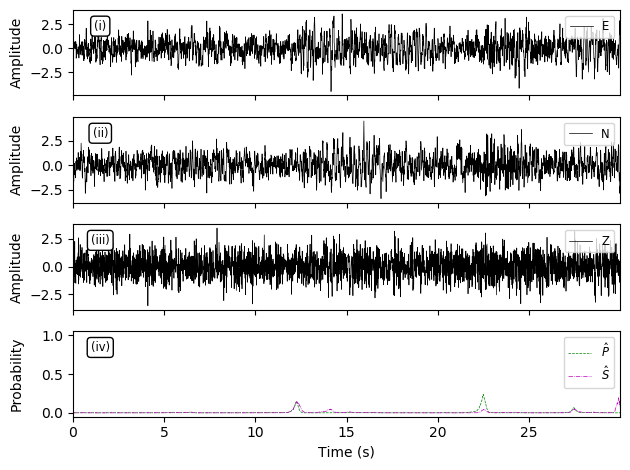 (i)
E
Amplitude
2.5
0.0
−2.5
(ii)
N
Amplitude
2.5
0.0
−2.5
(iii)
Z
Amplitude
2.5
0.0
−2.5
(iv)
P̂
Ŝ
Probability
1.0
0.5
0.0
0 5 10 15 20 25
Time (s)